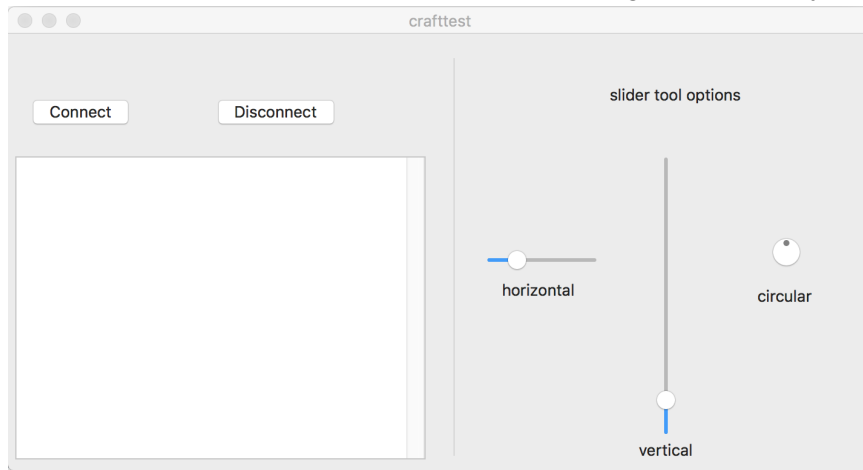 crafttest
Connect
Disconnect
slider tool options
horizontal
circular
vertical